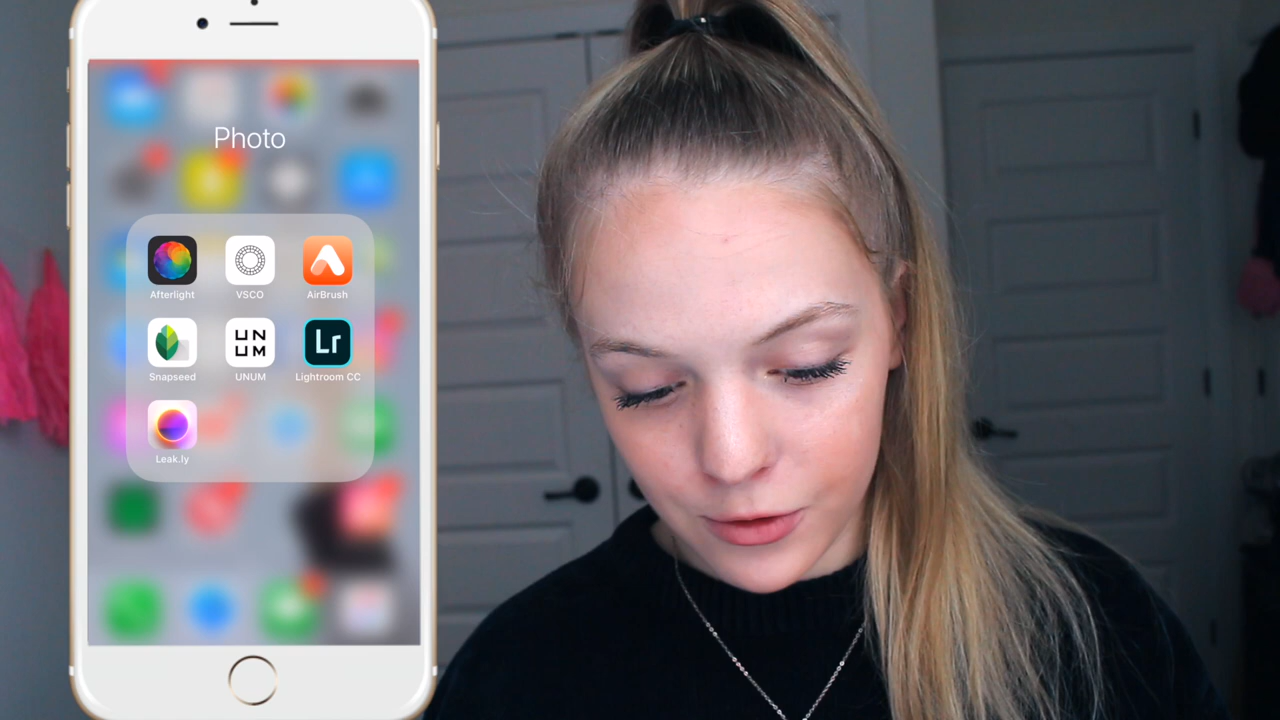 Photo
Afterlight
VSCO
AirBrush
UN
UM
Lr
Snapseed
UNUM
Lightroom CC
Leak.ly